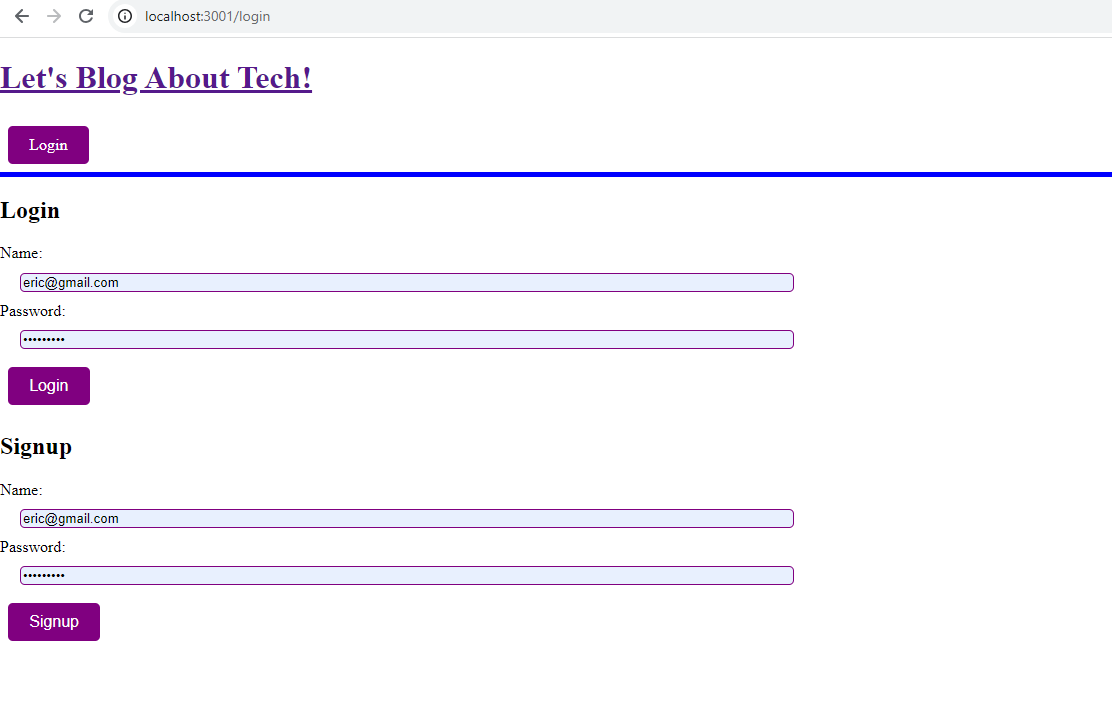 localhost:3001/login
Let's Blog About Tech!
Login
Login
Name:
eric@gmail.com
Password:
•••••••••
Login
Signup
Name:
eric@gmail.com
Password:
•••••••••
Signup